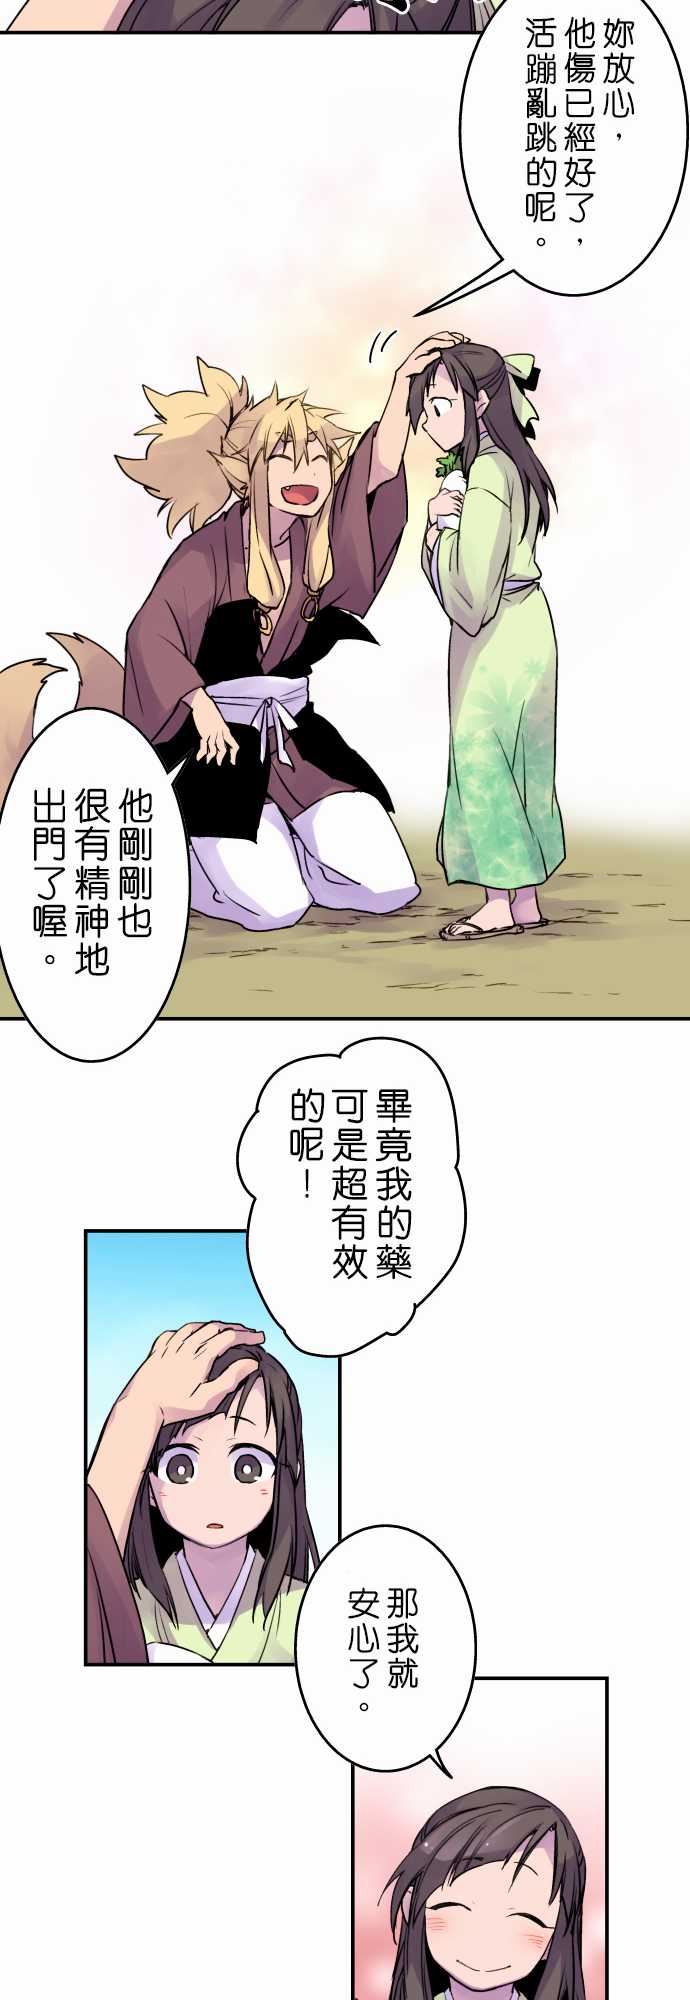 妳放心，
他傷已經好了，
活蹦亂跳的呢。
他剛剛也
很有精神地
出門了喔。
畢竟我的藥
可是超有效
的呢！
那我就
安心了。